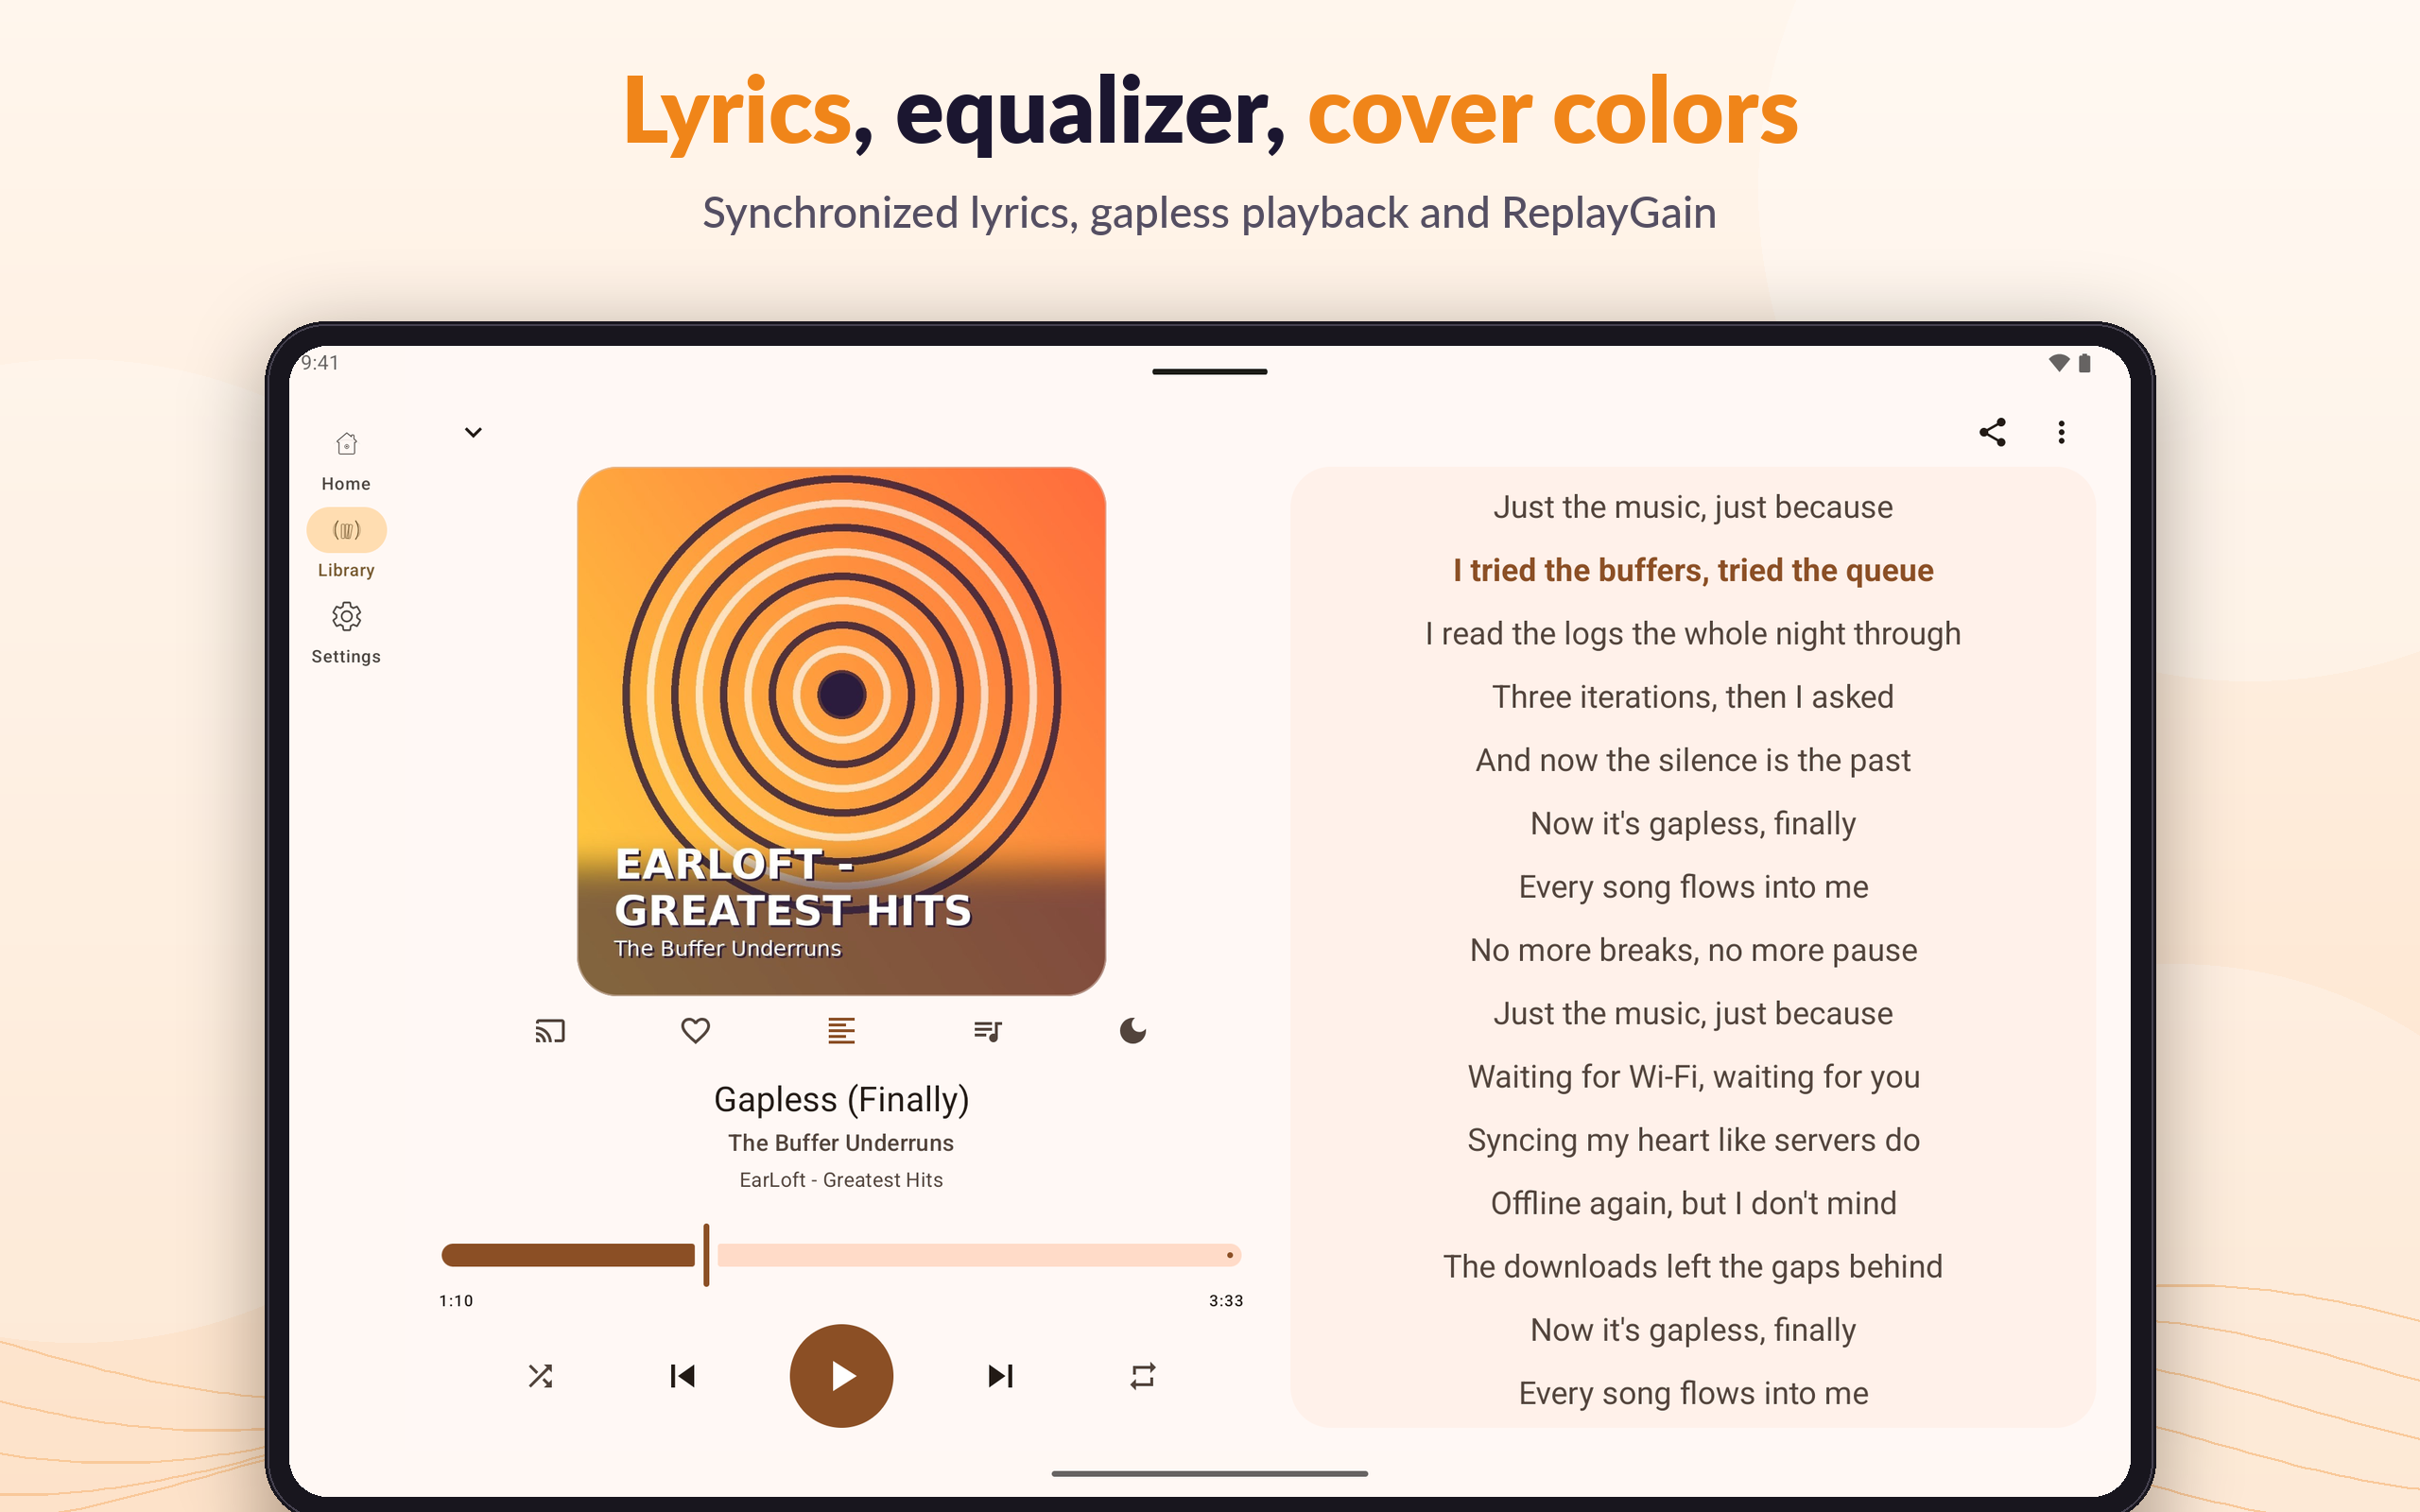 Lyrics, equalizer, cover colors
Synchronized lyrics, gapless playback and ReplayGain
9:41
Home
Library
Settings
EARLOFT -
GREATEST HITS
The Buffer Underruns
Gapless (Finally)
The Buffer Underruns
EarLoft - Greatest Hits
1:10
3:33
Just the music, just because
I tried the buffers, tried the queue
I read the logs the whole night through
Three iterations, then I asked
And now the silence is the past
Now it's gapless, finally
Every song flows into me
No more breaks, no more pause
Just the music, just because
Waiting for Wi-Fi, waiting for you
Syncing my heart like servers do
Offline again, but I don't mind
The downloads left the gaps behind
Now it's gapless, finally
Every song flows into me